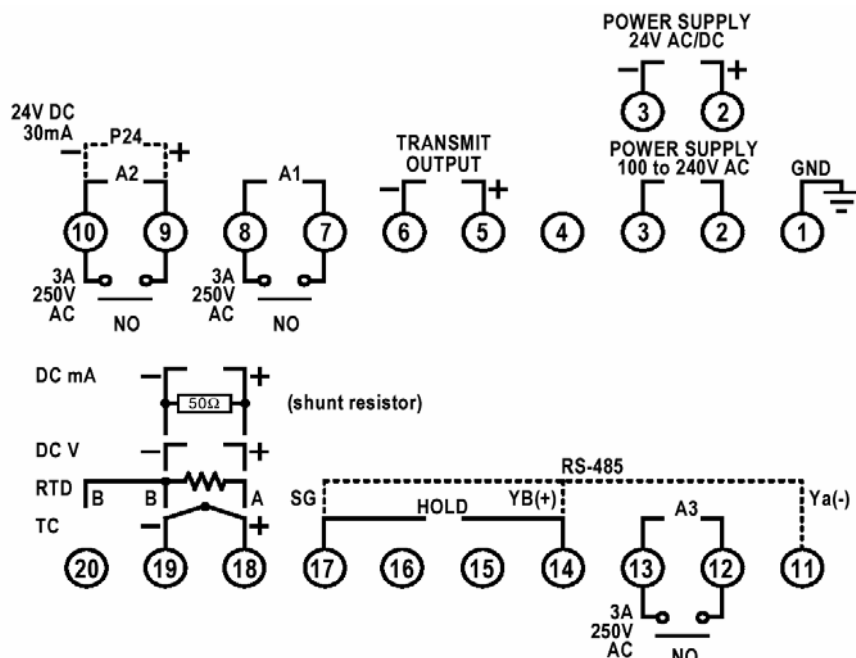 POWER SUPPLY
24V AC/DC
− +
3 2
24V DC
30mA
P24
− +
A2
A1
TRANSMIT
OUTPUT
− +
POWER SUPPLY
100 to 240V AC
GND
10 9 8 7 6 5 4 3 2 1
3A
250V
AC
NO
3A
250V
AC
NO
DC mA − +
50Ω
(shunt resistor)
DC V − +
RTD B B A
TC − +
RS-485
SG HOLD YB(+) Ya(-)
A3
20 19 18 17 16 15 14 13 12 11
3A
250V
AC
NO